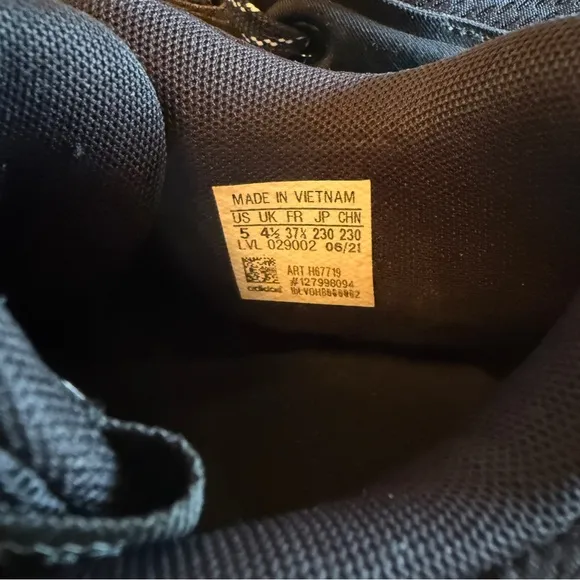 MADE IN VIETNAM
US UK FR JP CHN
5 4½ 37⅓ 230 230
LVL 029002 06/21
ART H67719
#127998094
adidas